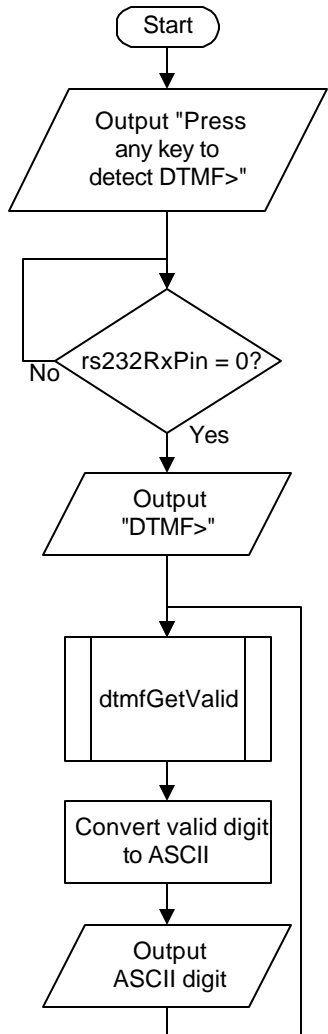 Start
Output "Press
any key to
detect DTMF>"
rs232RxPin = 0?
No
Yes
Output
"DTMF>"
dtmfGetValid
Convert valid digit
to ASCII
Output
ASCII digit